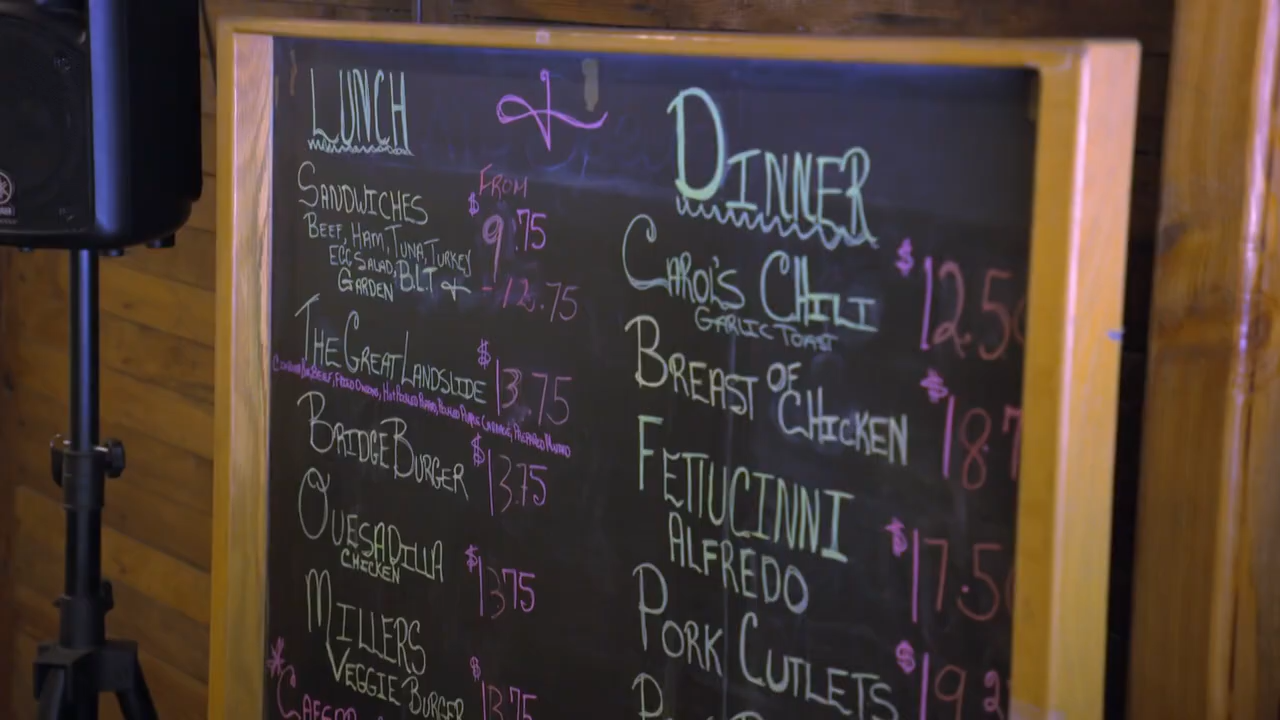 LUNCH
SANDWICHES
FROM
$9.75
BEEF, HAM, TUNA, TURKEY
EGG SALAD, B.L.T &
GARDEN
-12.75
THE GREAT LANDSLIDE $13.75
BRIDGE BURGER $13.75
QUESADILLA
CHICKEN $13.75
MILLERS
VEGGIE BURGER $13.75
DINNER
CAROL'S CHILI $12.50
GARLIC TOAST
BREAST OF CHICKEN $18.7
FETTUCINNI
ALFREDO $17.50
PORK CUTLETS $19.2